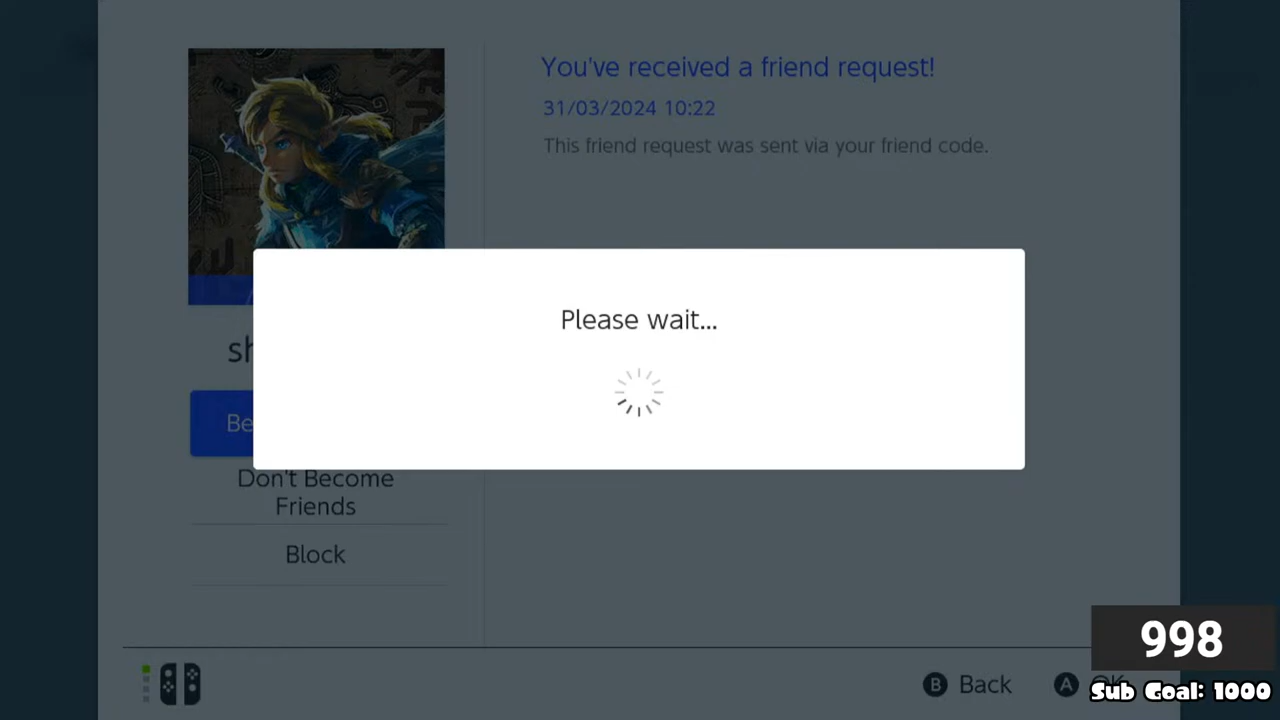 You've received a friend request!
31/03/2024 10:22
This friend request was sent via your friend code.
Please wait...
Don't Become
Friends
Block
998
Back
Sub Goal: 1000